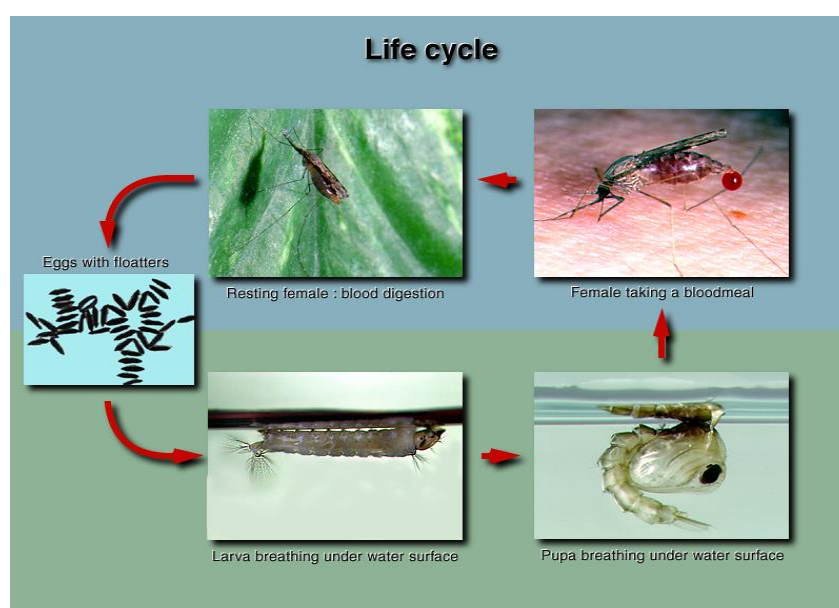 Life cycle
Eggs with floatters
Resting female : blood digestion
Female taking a bloodmeal
Larva breathing under water surface
Pupa breathing under water surface